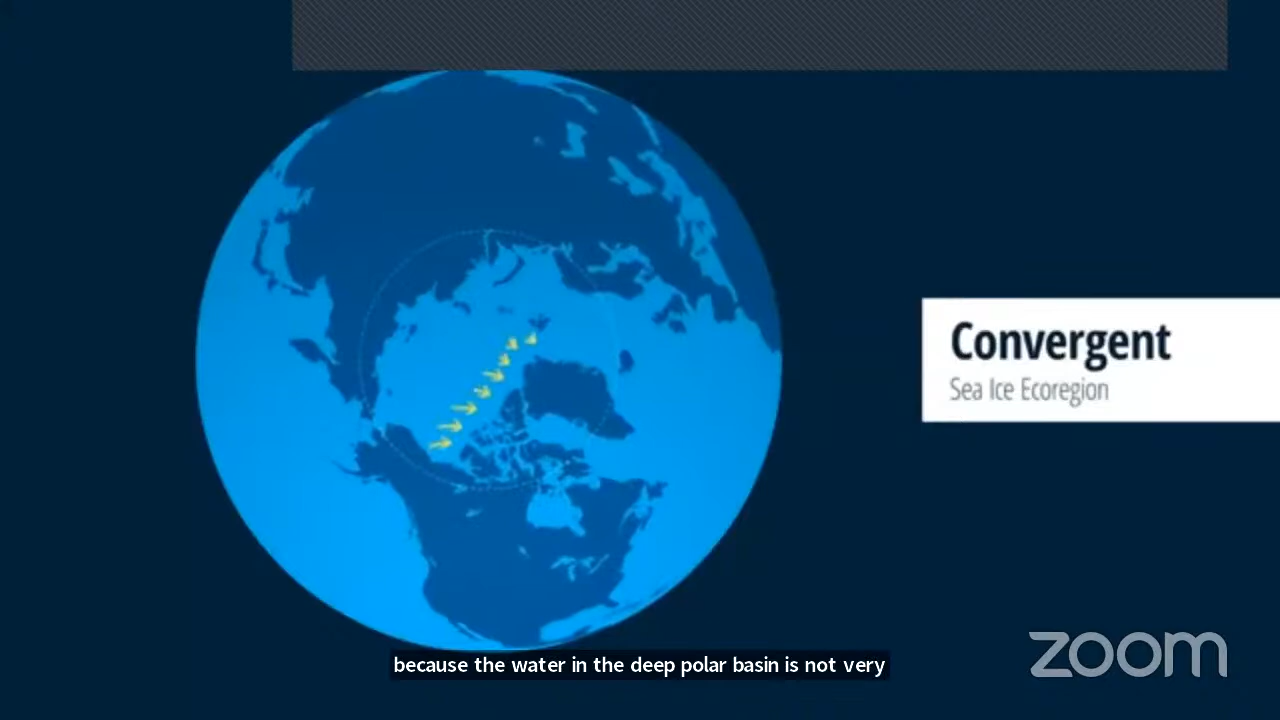 Convergent
Sea Ice Ecoregion
because the water in the deep polar basin is not very
zoom